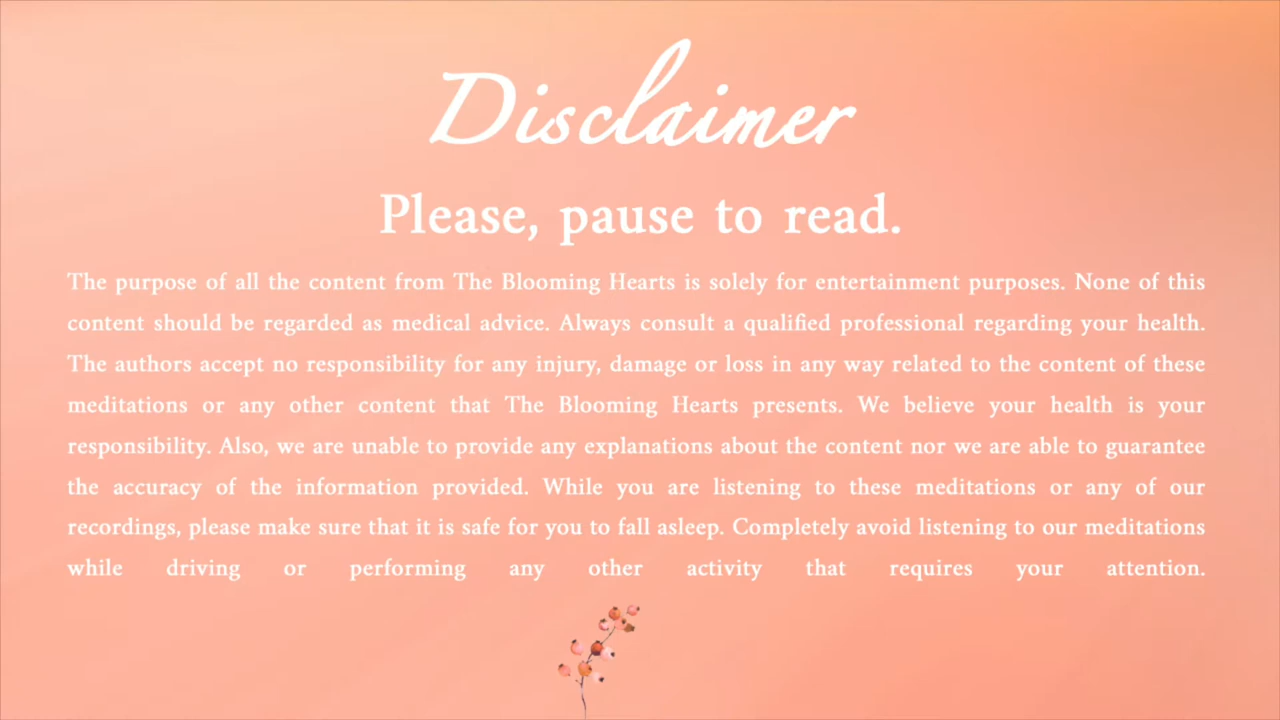 Disclaimer
Please, pause to read.
The purpose of all the content from The Blooming Hearts is solely for entertainment purposes. None of this
content should be regarded as medical advice. Always consult a qualified professional regarding your health.
The authors accept no responsibility for any injury, damage or loss in any way related to the content of these
meditations or any other content that The Blooming Hearts presents. We believe your health is your
responsibility. Also, we are unable to provide any explanations about the content nor we are able to guarantee
the accuracy of the information provided. While you are listening to these meditations or any of our
recordings, please make sure that it is safe for you to fall asleep. Completely avoid listening to our meditations
while driving or performing any other activity that requires your attention.